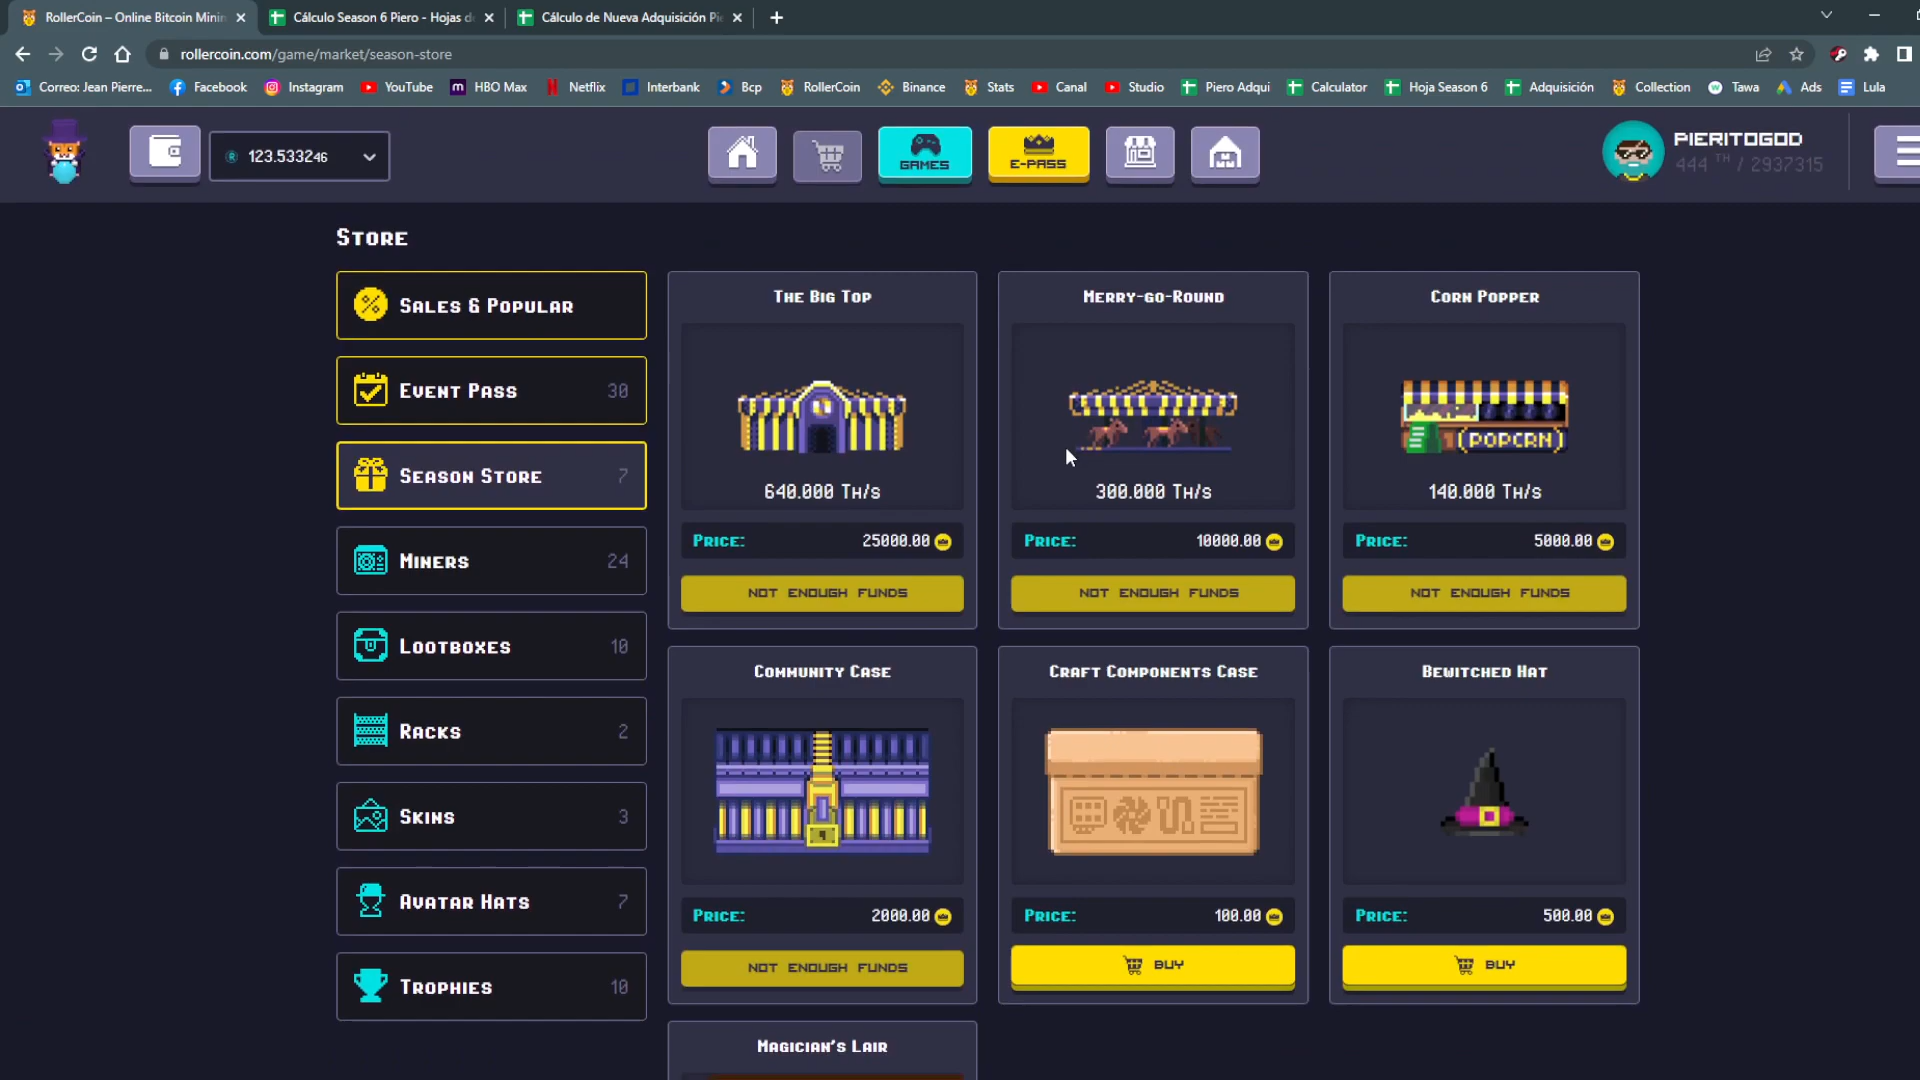 RollerCoin – Online Bitcoin Minin
Cálculo Season 6 Piero - Hojas d
Cálculo de Nueva Adquisición Pi
rollercoin.com/game/market/season-store
Correo: Jean Pierre... Facebook Instagram YouTube HBO Max Netflix Interbank Bcp RollerCoin Binance Stats Canal Studio Piero Adqui Calculator Hoja Season 6 Adquisición Collection Tawa Ads Lula
123.533246
GAMES
E-PASS
PIERITOGOD
444 TH / 2937315
STORE
SALES & POPULAR
EVENT PASS 30
SEASON STORE 7
MINERS 24
LOOTBOXES 10
RACKS 2
SKINS 3
AVATAR HATS 7
TROPHIES 10
THE BIG TOP
640.000 TH/S
PRICE: 25000.00
NOT ENOUGH FUNDS
MERRY-GO-ROUND
300.000 TH/S
PRICE: 10000.00
NOT ENOUGH FUNDS
CORN POPPER
POPCRN
140.000 TH/S
PRICE: 5000.00
NOT ENOUGH FUNDS
COMMUNITY CASE
PRICE: 2000.00
NOT ENOUGH FUNDS
CRAFT COMPONENTS CASE
PRICE: 100.00
BUY
BEWITCHED HAT
PRICE: 500.00
BUY
MAGICIAN'S LAIR